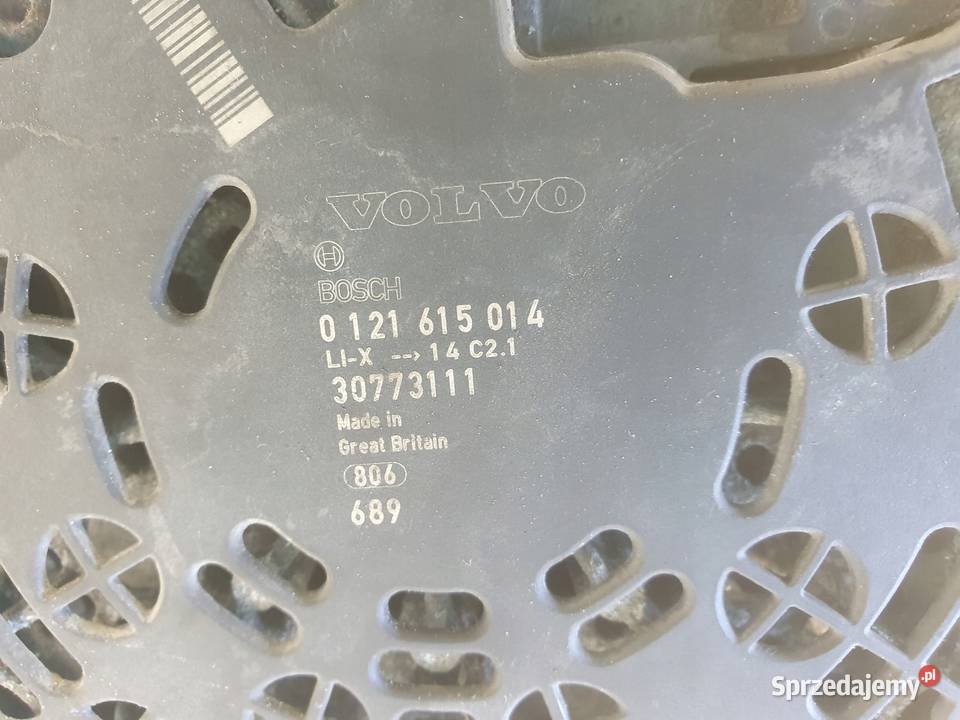 VOLVO
BOSCH
0 121 615 014
LI-X --> 14 C2.1
30773111
Made in
Great Britain
806
689
Sprzedajemy.pl